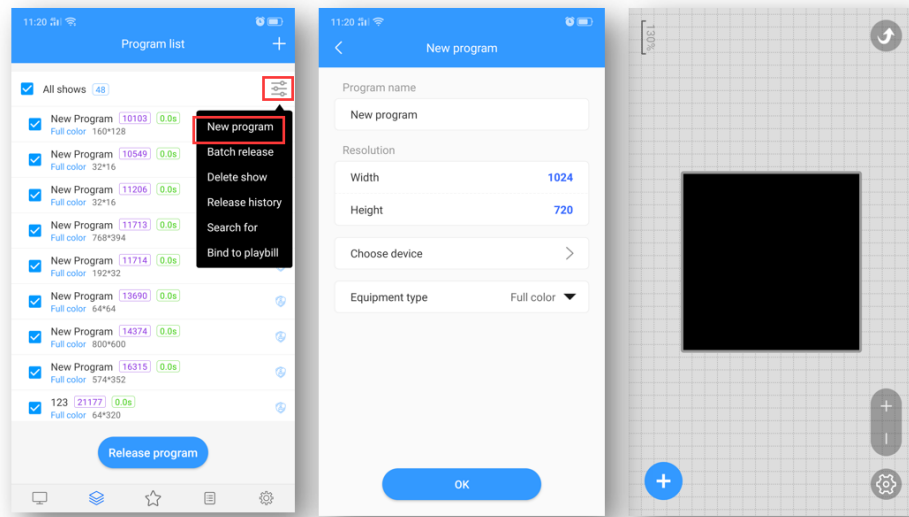 11:20
Program list
+
All shows 48
New Program 10103 0.0s
Full color 160*128
New Program 10549 0.0s
Full color 32*16
New Program 11206 0.0s
Full color 32*16
New Program 11713 0.0s
Full color 768*394
New Program 11714 0.0s
Full color 192*32
New Program 13690 0.0s
Full color 64*64
New Program 14374 0.0s
Full color 800*600
New Program 16315 0.0s
Full color 574*352
123 21177 0.0s
Full color 64*320
New program
Batch release
Delete show
Release history
Search for
Bind to playbill
Release program
11:20
New program
Program name
New program
Resolution
Width 1024
Height 720
Choose device
Equipment type Full color
OK
130%